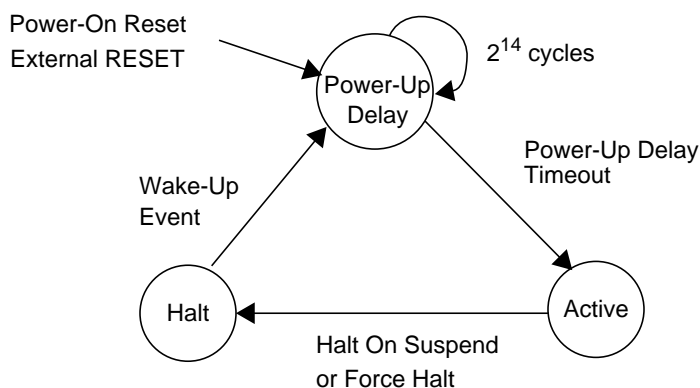 Power-On Reset
External RESET
Power-Up
Delay
2^14 cycles
Power-Up Delay
Timeout
Wake-Up
Event
Halt
Active
Halt On Suspend
or Force Halt